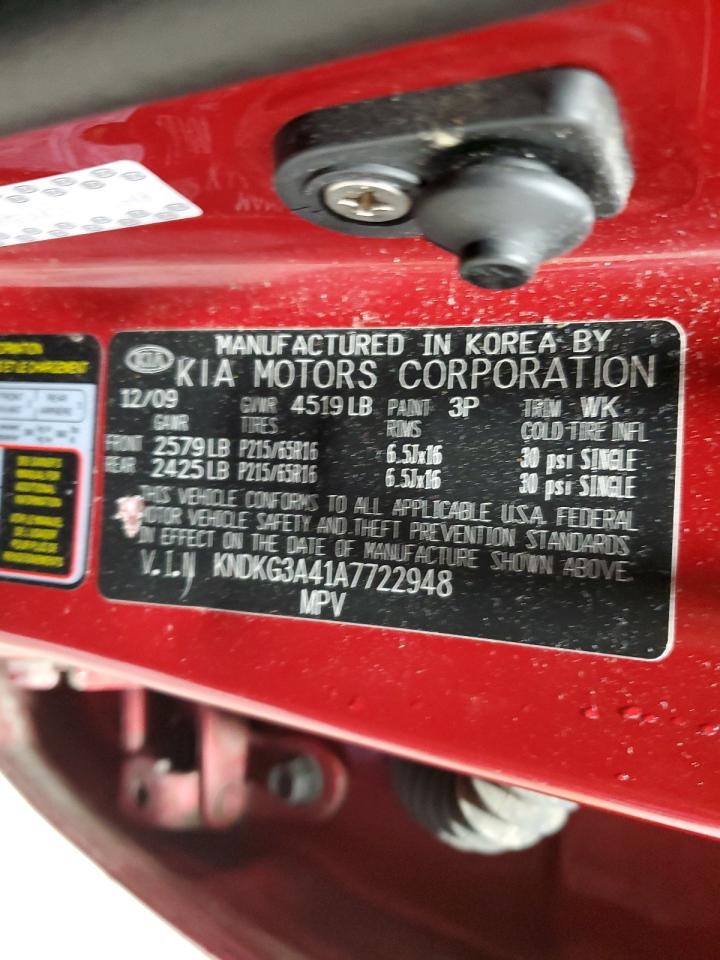 MANUFACTURED IN KOREA BY
KIA
KIA MOTORS CORPORATION
12/09 GVWR 4519 LB PAINT 3P TRIM WK
GAWR TIRES RIMS COLD TIRE INFL
FRONT 2579 LB P215/65R16 6.5Jx16 30 psi SINGLE
REAR 2425 LB P215/65R16 6.5Jx16 30 psi SINGLE
THIS VEHICLE CONFORMS TO ALL APPLICABLE U.S.A. FEDERAL
MOTOR VEHICLE SAFETY AND THEFT PREVENTION STANDARDS
IN EFFECT ON THE DATE OF MANUFACTURE SHOWN ABOVE.
V.I.N KNDKG3A41A7722948
MPV